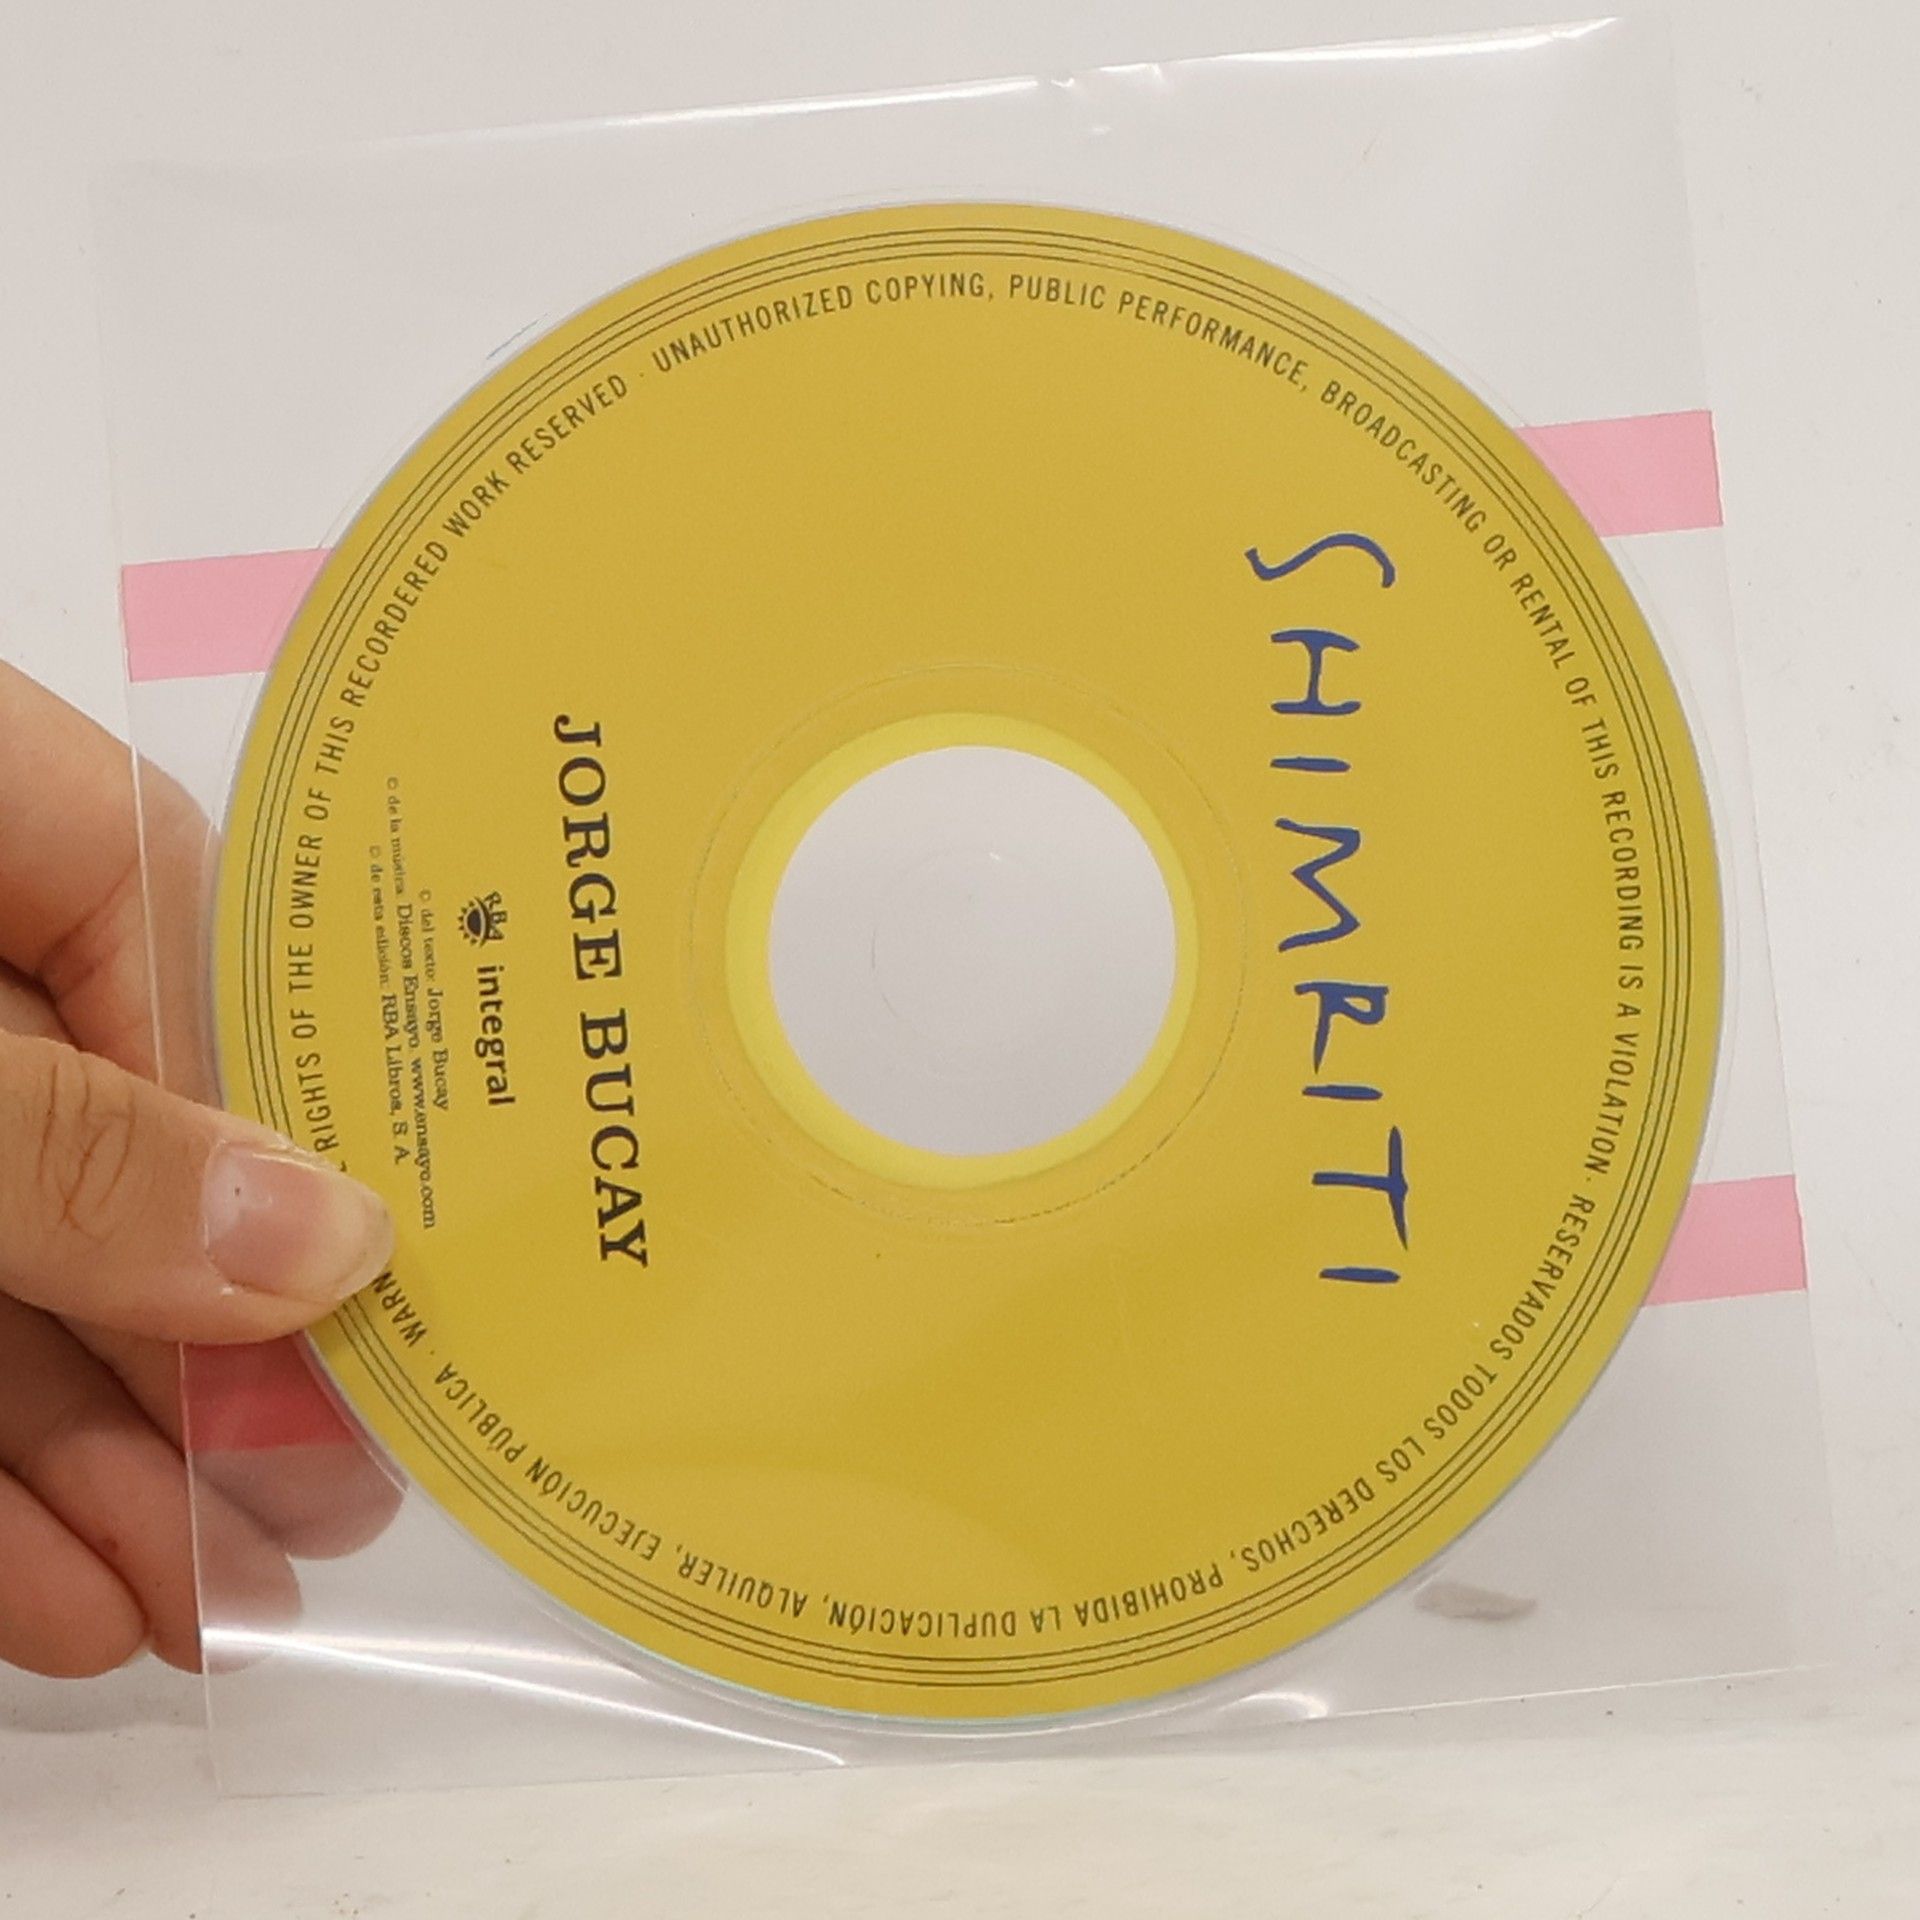 SHIMRITI
JORGE BUCAY
RBA integral
© del texto: Jorge Bucay
© de la música: Discos Ensayo. www.ensayo.com
© de esta edición: RBA Libros, S. A.
RIGHTS OF THE OWNER OF THIS RECORDERED WORK RESERVED · UNAUTHORIZED COPYING, PUBLIC PERFORMANCE, BROADCASTING OR RENTAL OF THIS RECORDING IS A VIOLATION · RESERVADOS TODOS LOS DERECHOS, PROHIBIDA LA DUPLICACIÓN, ALQUILER, EJECUCIÓN PÚBLICA · WARN